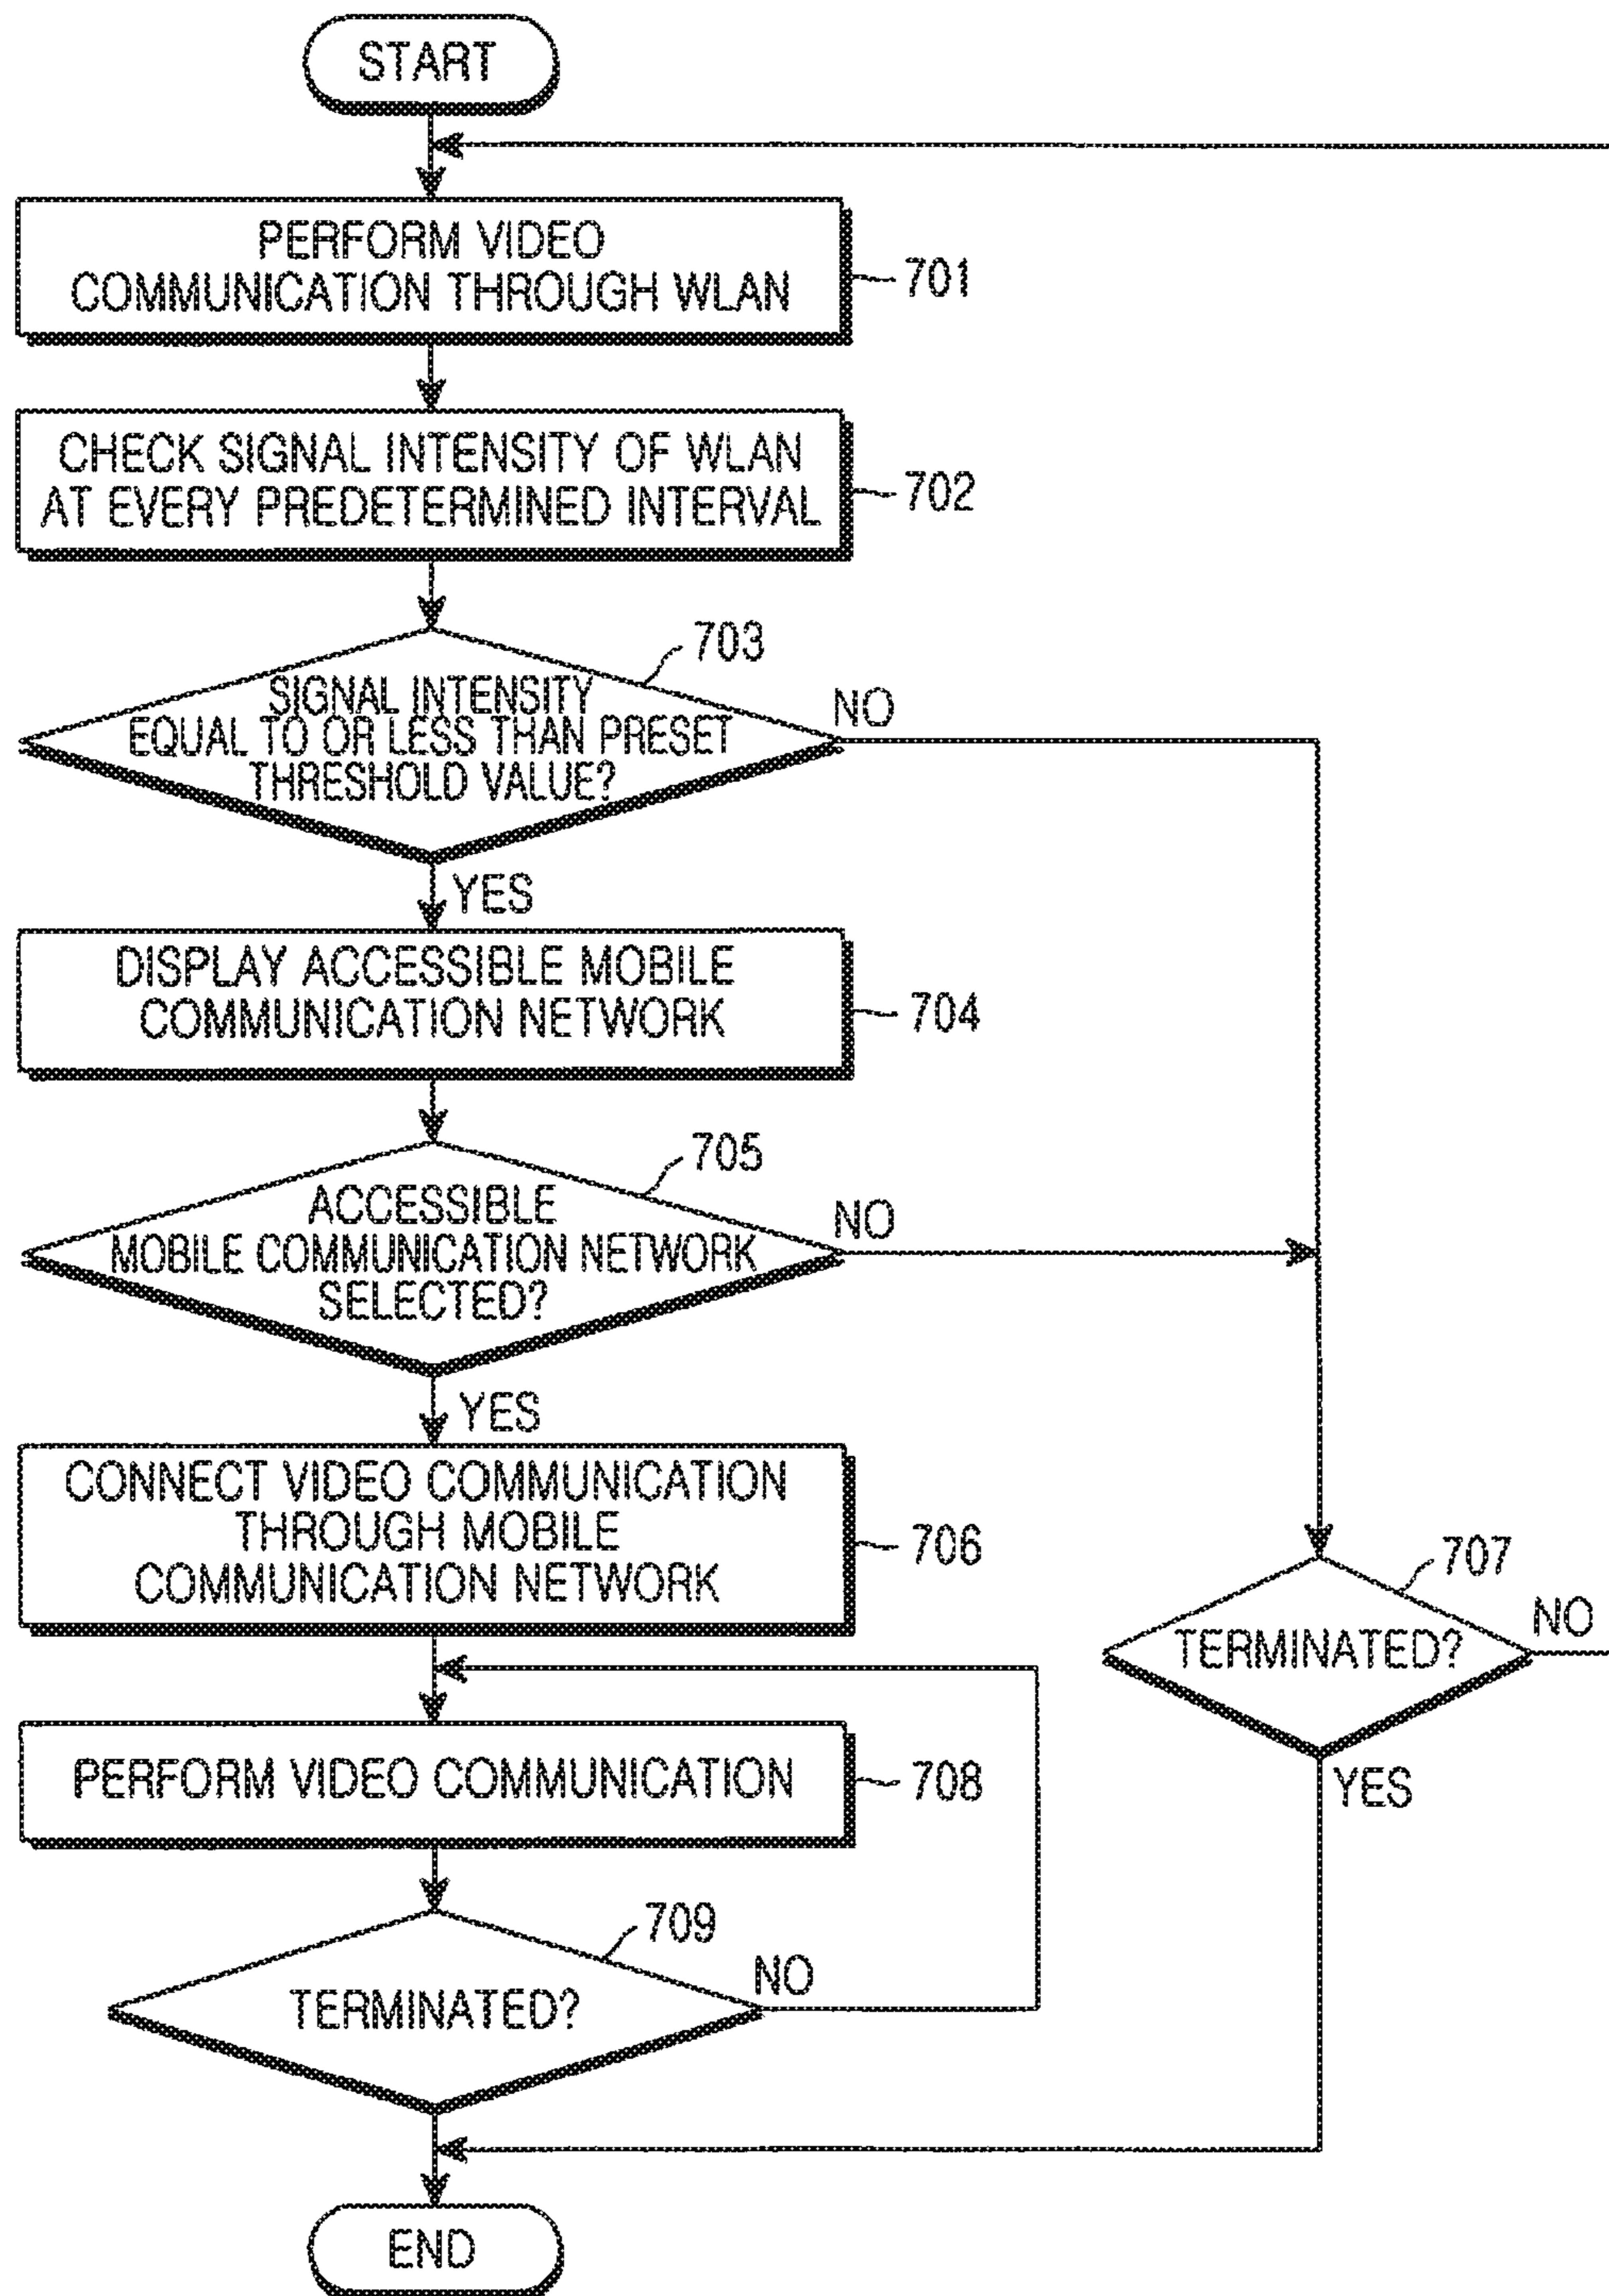 START
PERFORM VIDEO
COMMUNICATION THROUGH WLAN
701
CHECK SIGNAL INTENSITY OF WLAN
AT EVERY PREDETERMINED INTERVAL
702
703
SIGNAL INTENSITY
EQUAL TO OR LESS THAN PRESET
THRESHOLD VALUE?
NO
YES
DISPLAY ACCESSIBLE MOBILE
COMMUNICATION NETWORK
704
705
ACCESSIBLE
MOBILE COMMUNICATION NETWORK
SELECTED?
NO
YES
CONNECT VIDEO COMMUNICATION
THROUGH MOBILE
COMMUNICATION NETWORK
706
707
TERMINATED?
NO
YES
PERFORM VIDEO COMMUNICATION
708
709
TERMINATED?
NO
END